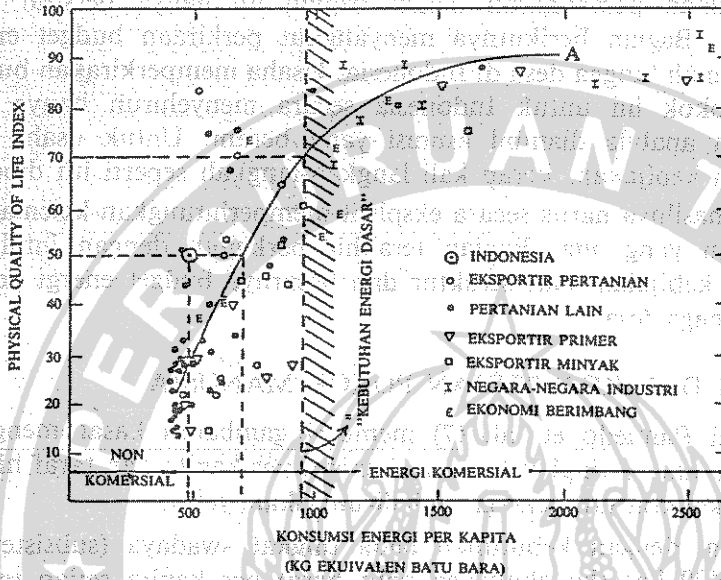 PHYSICAL QUALITY OF LIFE INDEX
100
90
80
70
60
50
40
30
20
10
A
"KEBUTUHAN ENERGI DASAR"
A"
INDONESIA
EKSPORTIR PERTANIAN
PERTANIAN LAIN
EKSPORTIR PRIMER
EKSPORTIR MINYAK
NEGARA-NEGARA INDUSTRI
EKONOMI BERIMBANG
NON
KOMERSIAL
ENERGI KOMERSIAL
500
1000
1500
2000
2500
KONSUMSI ENERGI PER KAPITA
(KG EKUIVALEN BATU BARA)